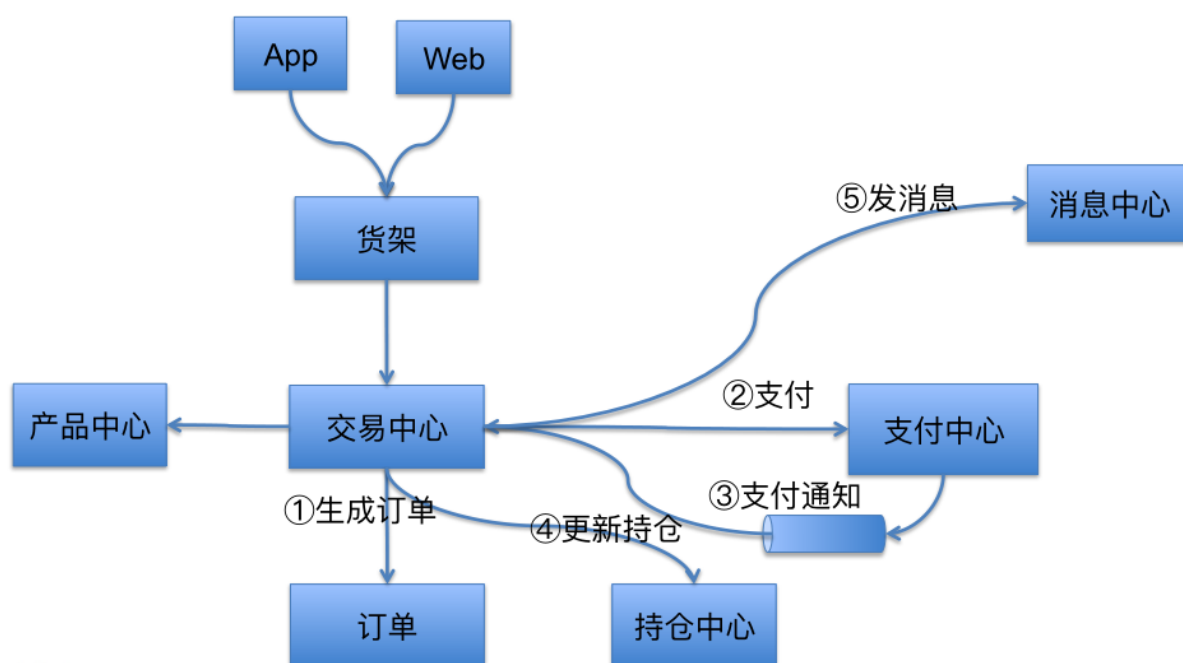 App
Web
货架
⑤发消息
消息中心
产品中心
交易中心
②支付
支付中心
③支付通知
①生成订单
④更新持仓
订单
持仓中心